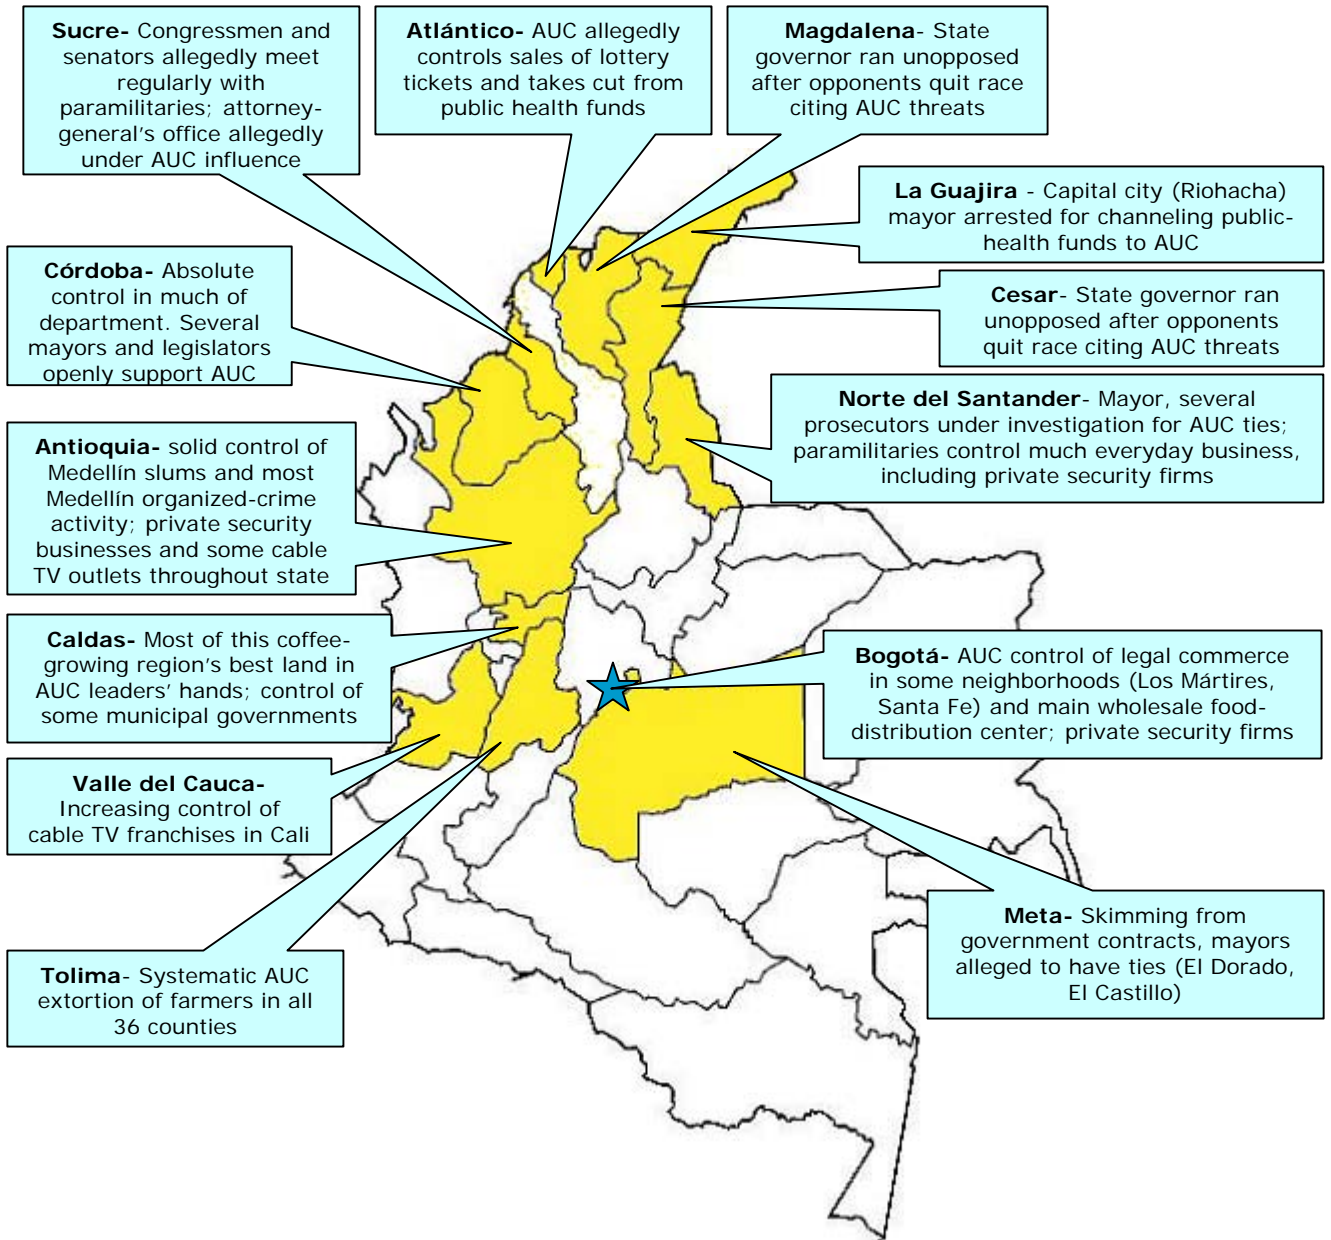 Sucre- Congressmen and
senators allegedly meet
regularly with
paramilitaries; attorney-
general's office allegedly
under AUC influence
Atlántico- AUC allegedly
controls sales of lottery
tickets and takes cut from
public health funds
Magdalena- State
governor ran unopposed
after opponents quit race
citing AUC threats
La Guajira - Capital city (Riohacha)
mayor arrested for channeling public-
health funds to AUC
Córdoba- Absolute
control in much of
department. Several
mayors and legislators
openly support AUC
Cesar- State governor ran
unopposed after opponents
quit race citing AUC threats
Norte del Santander- Mayor, several
prosecutors under investigation for AUC ties;
paramilitaries control much everyday business,
including private security firms
Antioquia- solid control of
Medellín slums and most
Medellín organized-crime
activity; private security
businesses and some cable
TV outlets throughout state
Caldas- Most of this coffee-
growing region's best land in
AUC leaders' hands; control of
some municipal governments
Bogotá- AUC control of legal commerce
in some neighborhoods (Los Mártires,
Santa Fe) and main wholesale food-
distribution center; private security firms
Valle del Cauca-
Increasing control of
cable TV franchises in Cali
Meta- Skimming from
government contracts, mayors
alleged to have ties (El Dorado,
El Castillo)
Tolima- Systematic AUC
extortion of farmers in all
36 counties